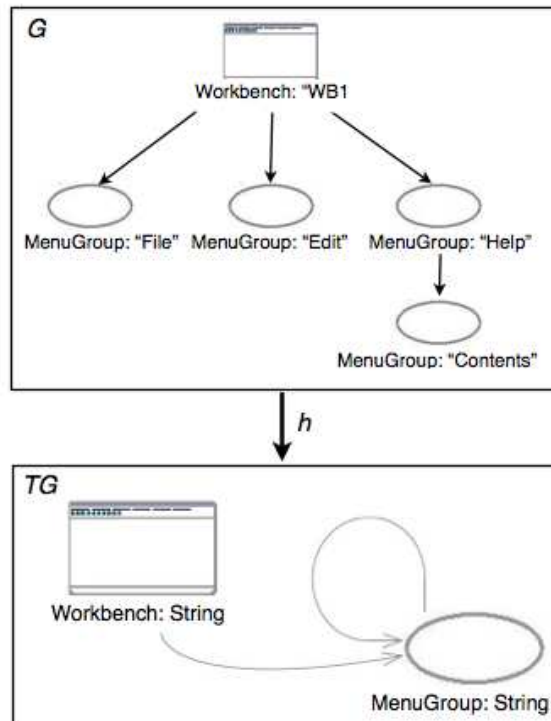 G
Workbench: “WB1
MenuGroup: “File” MenuGroup: “Edit” MenuGroup: “Help”
MenuGroup: “Contents”
h
TG
Workbench: String
MenuGroup: String